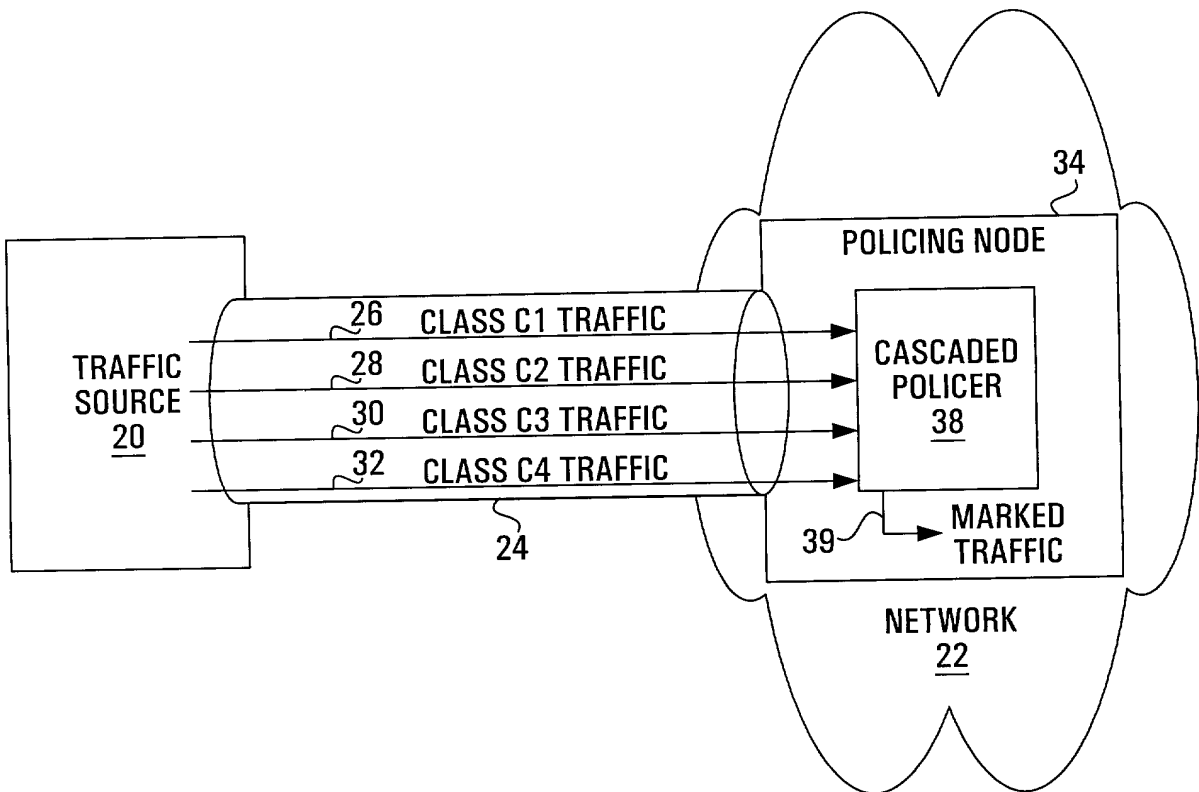 34
POLICING NODE
26 CLASS C1 TRAFFIC
28 CLASS C2 TRAFFIC
30 CLASS C3 TRAFFIC
32 CLASS C4 TRAFFIC
TRAFFIC
SOURCE
20
CASCADED
POLICER
38
24
39
MARKED
TRAFFIC
NETWORK
22